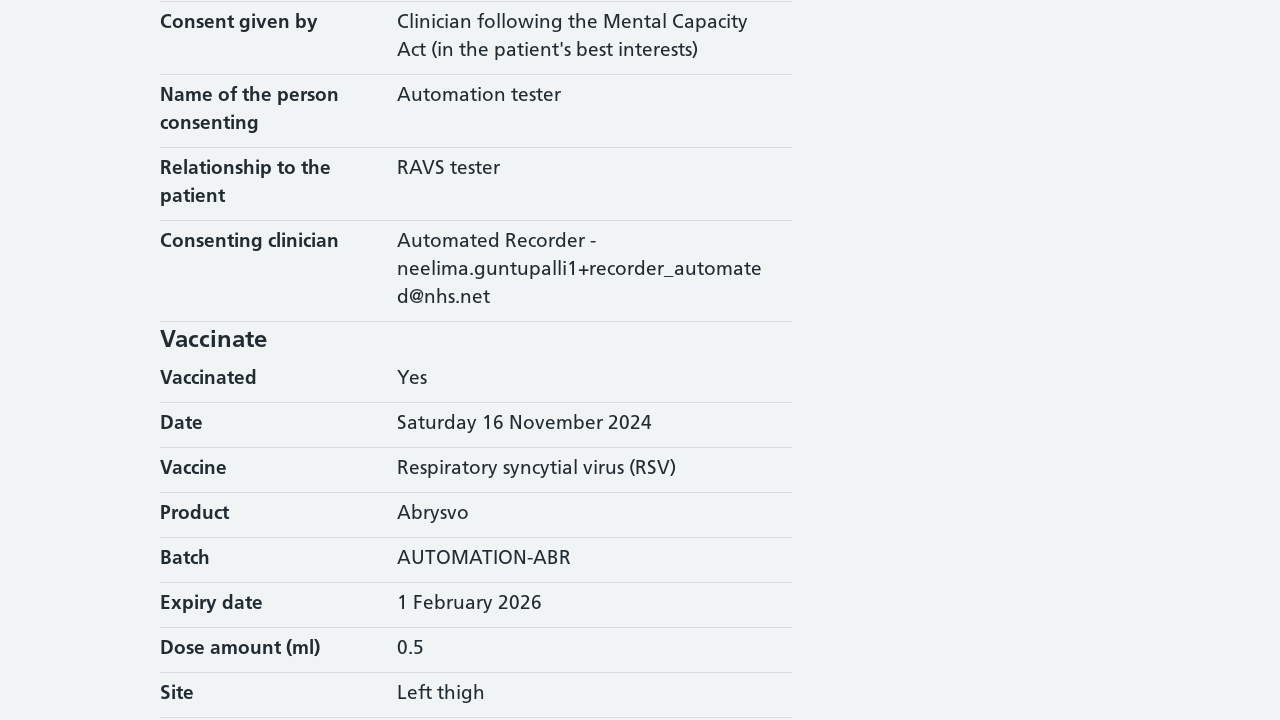 Consent given by
Clinician following the Mental Capacity
Act (in the patient's best interests)
Name of the person
consenting
Automation tester
Relationship to the
patient
RAVS tester
Consenting clinician
Automated Recorder -
neelima.guntupalli1+recorder_automate
d@nhs.net
Vaccinate
Vaccinated
Yes
Date
Saturday 16 November 2024
Vaccine
Respiratory syncytial virus (RSV)
Product
Abrysvo
Batch
AUTOMATION-ABR
Expiry date
1 February 2026
Dose amount (ml)
0.5
Site
Left thigh